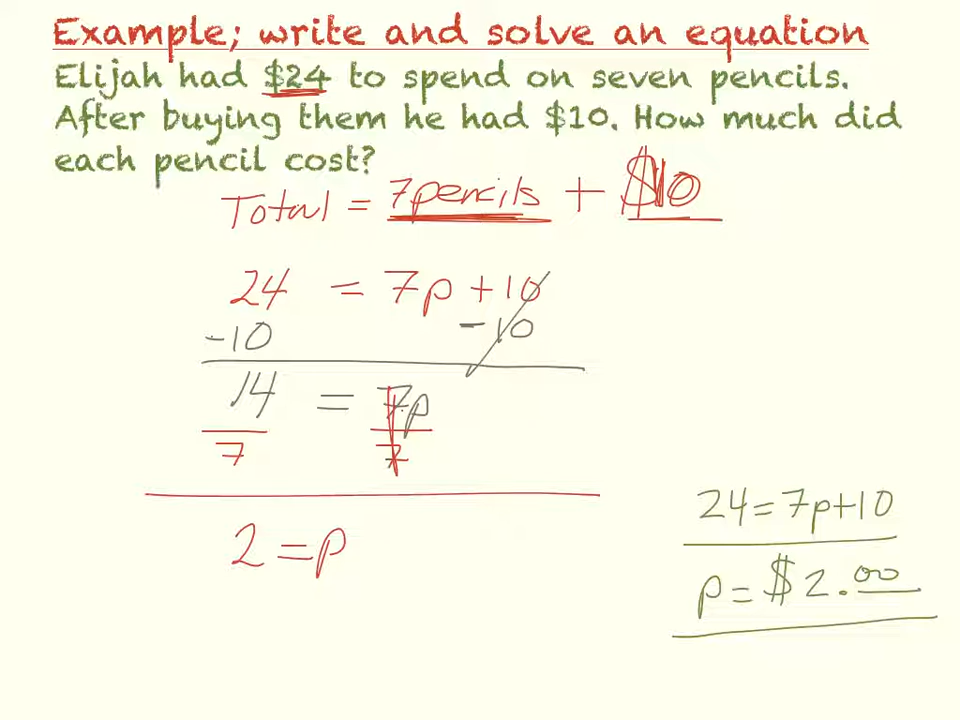 Example; write and solve an equation
Elijah had $24 to spend on seven pencils.
After buying them he had $10. How much did
each pencil cost?
Total = 7pencils + $10
24 = 7p + 10
-10 -10
14 = 7p
7 7
2 = p
24 = 7p+10
p = $2.00